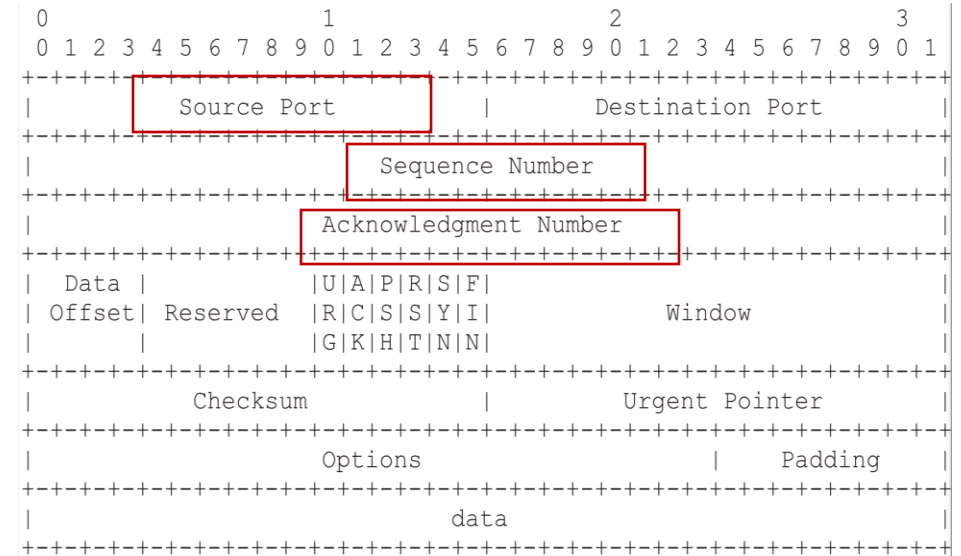 0                   1                   2                   3
0 1 2 3 4 5 6 7 8 9 0 1 2 3 4 5 6 7 8 9 0 1 2 3 4 5 6 7 8 9 0 1
+-+-+-+-+-+-+-+-+-+-+-+-+-+-+-+-+-+-+-+-+-+-+-+-+-+-+-+-+-+-+-+-+
|          Source Port          |       Destination Port        |
+-+-+-+-+-+-+-+-+-+-+-+-+-+-+-+-+-+-+-+-+-+-+-+-+-+-+-+-+-+-+-+-+
|                        Sequence Number                        |
+-+-+-+-+-+-+-+-+-+-+-+-+-+-+-+-+-+-+-+-+-+-+-+-+-+-+-+-+-+-+-+-+
|                    Acknowledgment Number                      |
+-+-+-+-+-+-+-+-+-+-+-+-+-+-+-+-+-+-+-+-+-+-+-+-+-+-+-+-+-+-+-+-+
|  Data |           |U|A|P|R|S|F|                               |
| Offset| Reserved  |R|C|S|S|Y|I|            Window             |
|       |           |G|K|H|T|N|N|                               |
+-+-+-+-+-+-+-+-+-+-+-+-+-+-+-+-+-+-+-+-+-+-+-+-+-+-+-+-+-+-+-+-+
|           Checksum            |         Urgent Pointer        |
+-+-+-+-+-+-+-+-+-+-+-+-+-+-+-+-+-+-+-+-+-+-+-+-+-+-+-+-+-+-+-+-+
|                    Options                    |    Padding    |
+-+-+-+-+-+-+-+-+-+-+-+-+-+-+-+-+-+-+-+-+-+-+-+-+-+-+-+-+-+-+-+-+
|                             data                              |
+-+-+-+-+-+-+-+-+-+-+-+-+-+-+-+-+-+-+-+-+-+-+-+-+-+-+-+-+-+-+-+-+